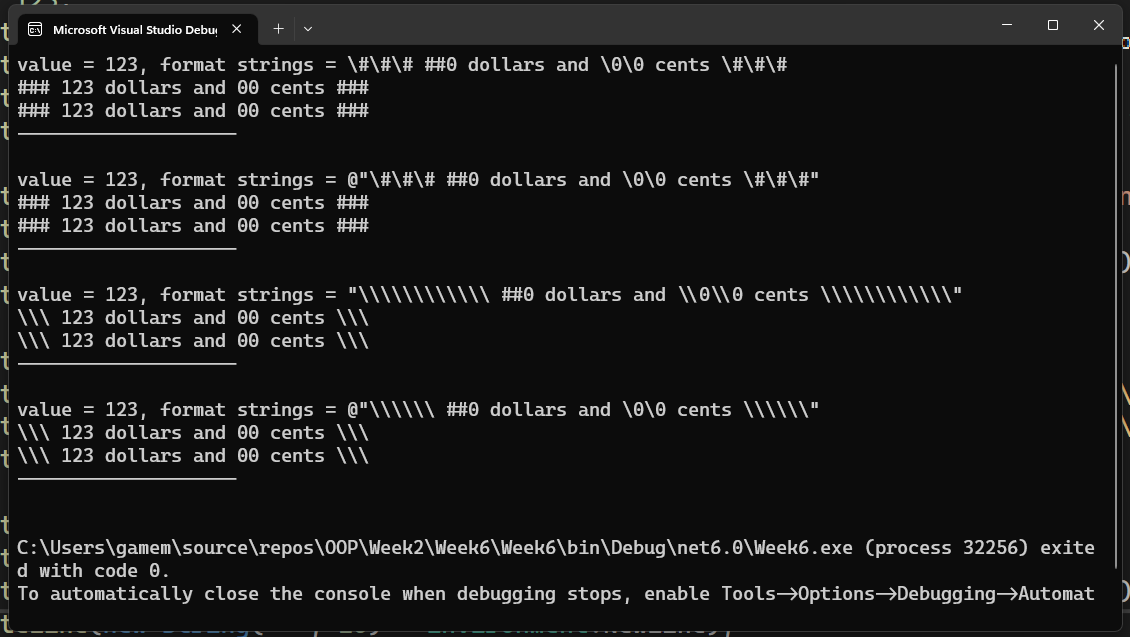 Microsoft Visual Studio Debug
value = 123, format strings = \#\#\# ##0 dollars and \0\0 cents \#\#\#
### 123 dollars and 00 cents ###
### 123 dollars and 00 cents ###
────────────────────
value = 123, format strings = @"\#\#\# ##0 dollars and \0\0 cents \#\#\#"
### 123 dollars and 00 cents ###
### 123 dollars and 00 cents ###
────────────────────
value = 123, format strings = "\\\\\\\\\\\\ ##0 dollars and \\0\\0 cents \\\\\\\\\\\\"
\\\ 123 dollars and 00 cents \\\
\\\ 123 dollars and 00 cents \\\
────────────────────
value = 123, format strings = @"\\\\\\ ##0 dollars and \0\0 cents \\\\\\"
\\\ 123 dollars and 00 cents \\\
\\\ 123 dollars and 00 cents \\\
────────────────────
C:\Users\gamem\source\repos\OOP\Week2\Week6\Week6\bin\Debug\net6.0\Week6.exe (process 32256) exite
d with code 0.
To automatically close the console when debugging stops, enable Tools->Options->Debugging->Automat